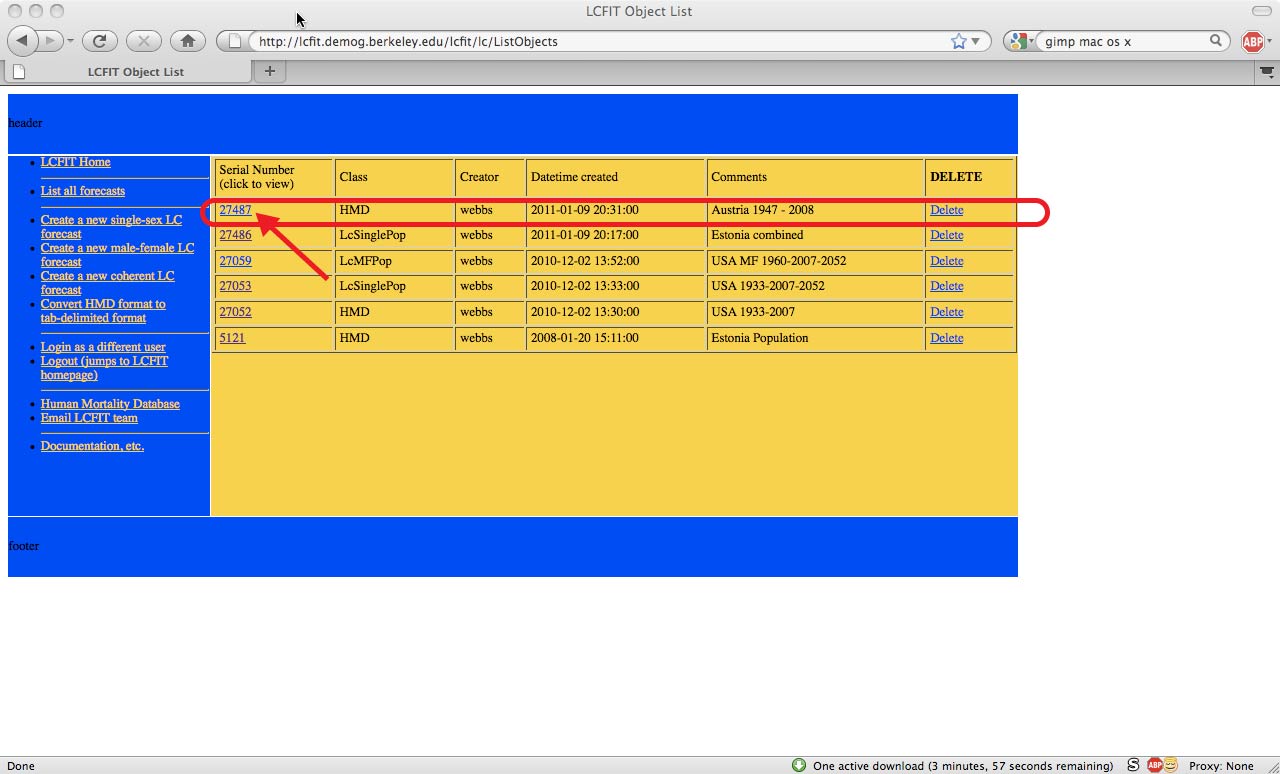 LCFIT Object List
http://lcfit.demog.berkeley.edu/lcfit/lc/ListObjects
gimp mac os x
ABP
LCFIT Object List
header
LCFIT Home
List all forecasts
Create a new single-sex LC
forecast
Create a new male-female LC
forecast
Create a new coherent LC
forecast
Convert HMD format to
tab-delimited format
Login as a different user
Logout (jumps to LCFIT
homepage)
Human Mortality Database
Email LCFIT team
Documentation, etc.
Serial Number
(click to view) Class Creator Datetime created Comments DELETE
27487 HMD webbs 2011-01-09 20:31:00 Austria 1947 - 2008 Delete
27486 LcSinglePop webbs 2011-01-09 20:17:00 Estonia combined Delete
27059 LcMFPop webbs 2010-12-02 13:52:00 USA MF 1960-2007-2052 Delete
27053 LcSinglePop webbs 2010-12-02 13:33:00 USA 1933-2007-2052 Delete
27052 HMD webbs 2010-12-02 13:30:00 USA 1933-2007 Delete
5121 HMD webbs 2008-01-20 15:11:00 Estonia Population Delete
footer
Done One active download (3 minutes, 57 seconds remaining) S ABP Proxy: None